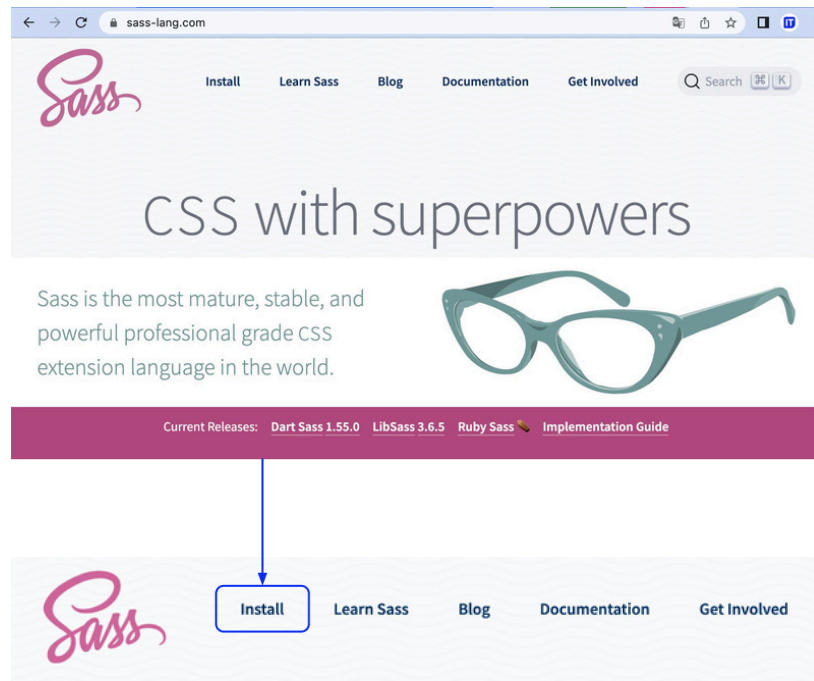 sass-lang.com
Sass
Install Learn Sass Blog Documentation Get Involved Search ⌘ K
CSS with superpowers
Sass is the most mature, stable, and
powerful professional grade CSS
extension language in the world.
Current Releases: Dart Sass 1.55.0 LibSass 3.6.5 Ruby Sass Implementation Guide
Sass
Install Learn Sass Blog Documentation Get Involved